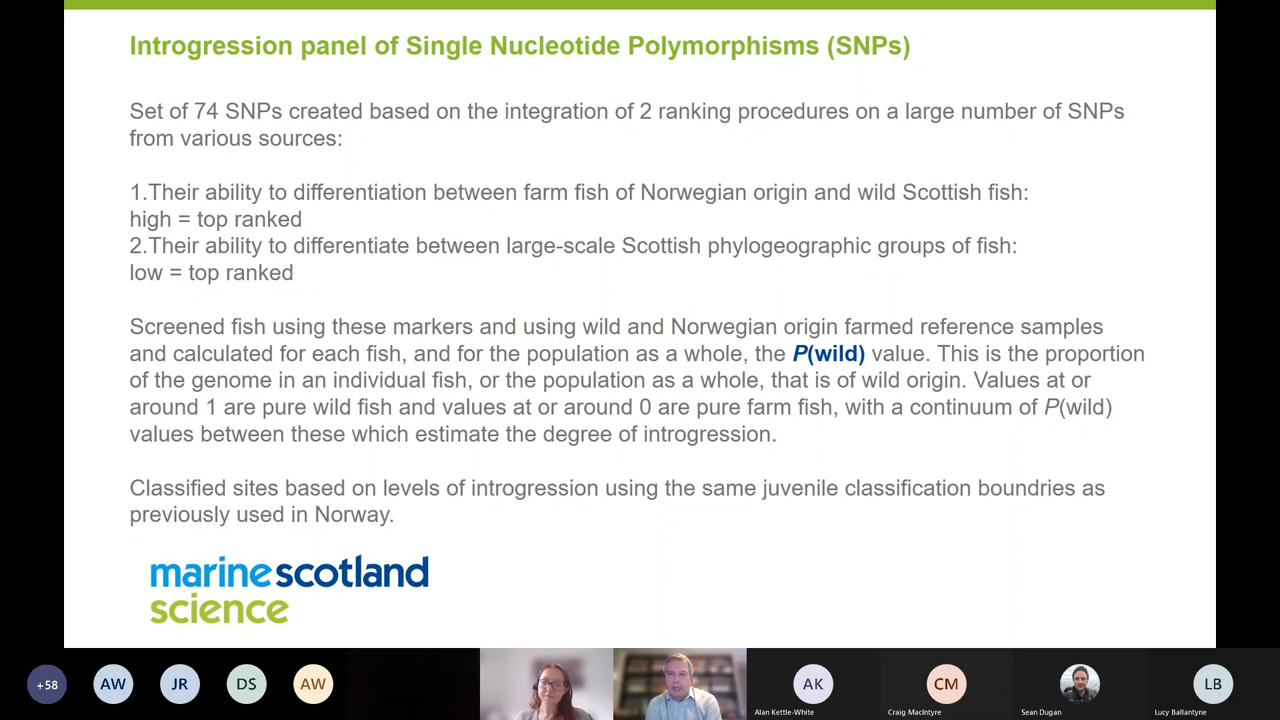 Introgression panel of Single Nucleotide Polymorphisms (SNPs)
Set of 74 SNPs created based on the integration of 2 ranking procedures on a large number of SNPs
from various sources:
1.Their ability to differentiation between farm fish of Norwegian origin and wild Scottish fish:
high = top ranked
2.Their ability to differentiate between large-scale Scottish phylogeographic groups of fish:
low = top ranked
Screened fish using these markers and using wild and Norwegian origin farmed reference samples
and calculated for each fish, and for the population as a whole, the P(wild) value. This is the proportion
of the genome in an individual fish, or the population as a whole, that is of wild origin. Values at or
around 1 are pure wild fish and values at or around 0 are pure farm fish, with a continuum of P(wild)
values between these which estimate the degree of introgression.
Classified sites based on levels of introgression using the same juvenile classification boundries as
previously used in Norway.
marinescotland
science
+58 AW JR DS AW AK CM LB
Alan Kettle-White Craig MacIntyre Sean Dugan Lucy Ballantyne